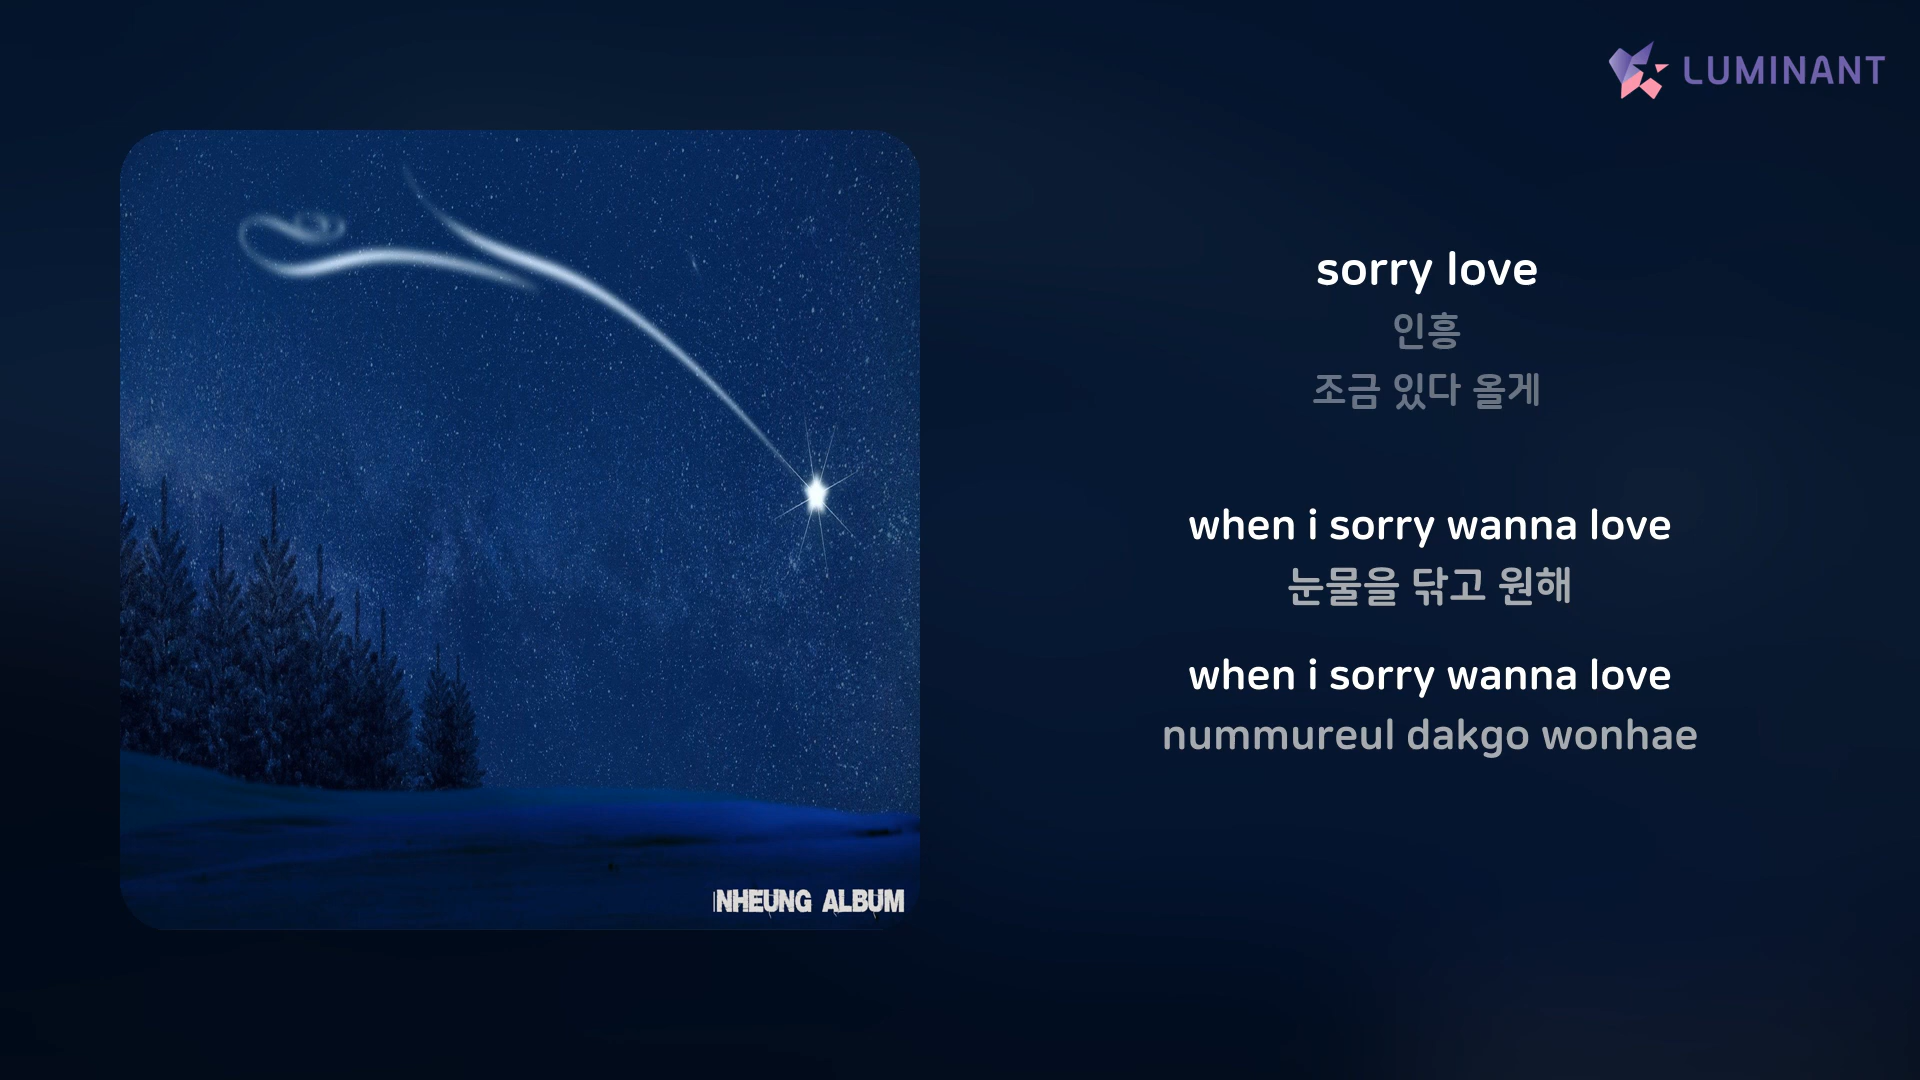 LUMINANT
sorry love
인흥
조금 있다 올게
when i sorry wanna love
눈물을 닦고 원해
when i sorry wanna love
nummureul dakgo wonhae
INHEUNG ALBUM